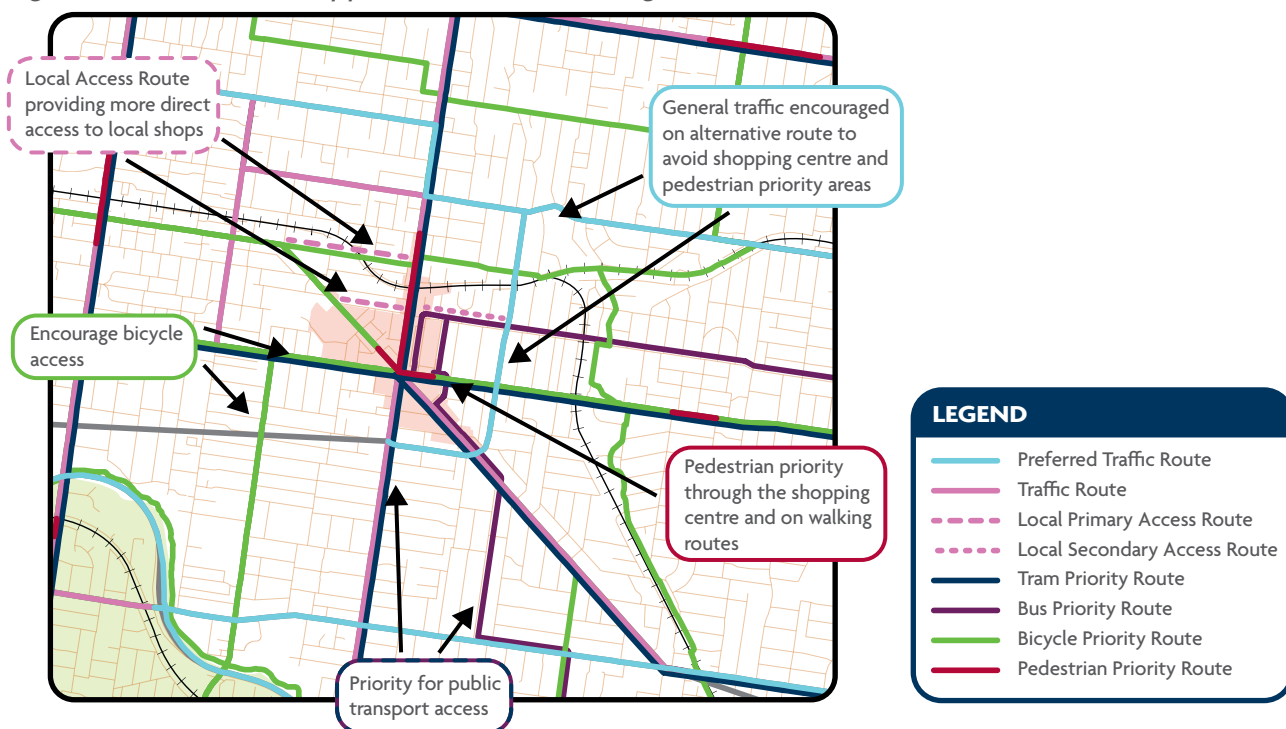 Local Access Route
providing more direct
access to local shops
General traffic encouraged
on alternative route to
avoid shopping centre and
pedestrian priority areas
Encourage bicycle
access
Pedestrian priority
through the shopping
centre and on walking
routes
Priority for public
transport access
LEGEND
Preferred Traffic Route
Traffic Route
Local Primary Access Route
Local Secondary Access Route
Tram Priority Route
Bus Priority Route
Bicycle Priority Route
Pedestrian Priority Route